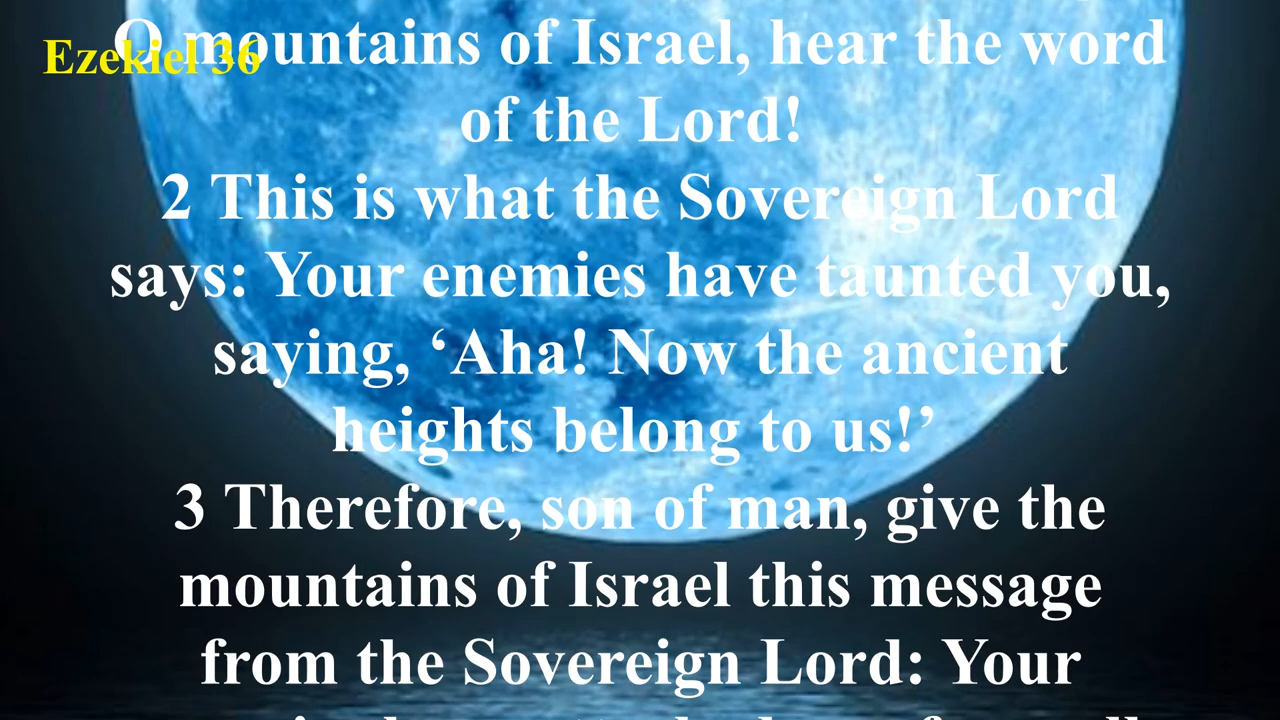 Ezekiel 36
O mountains of Israel, hear the word
of the Lord!
2 This is what the Sovereign Lord
says: Your enemies have taunted you,
saying, ‘Aha! Now the ancient
heights belong to us!’
3 Therefore, son of man, give the
mountains of Israel this message
from the Sovereign Lord: Your